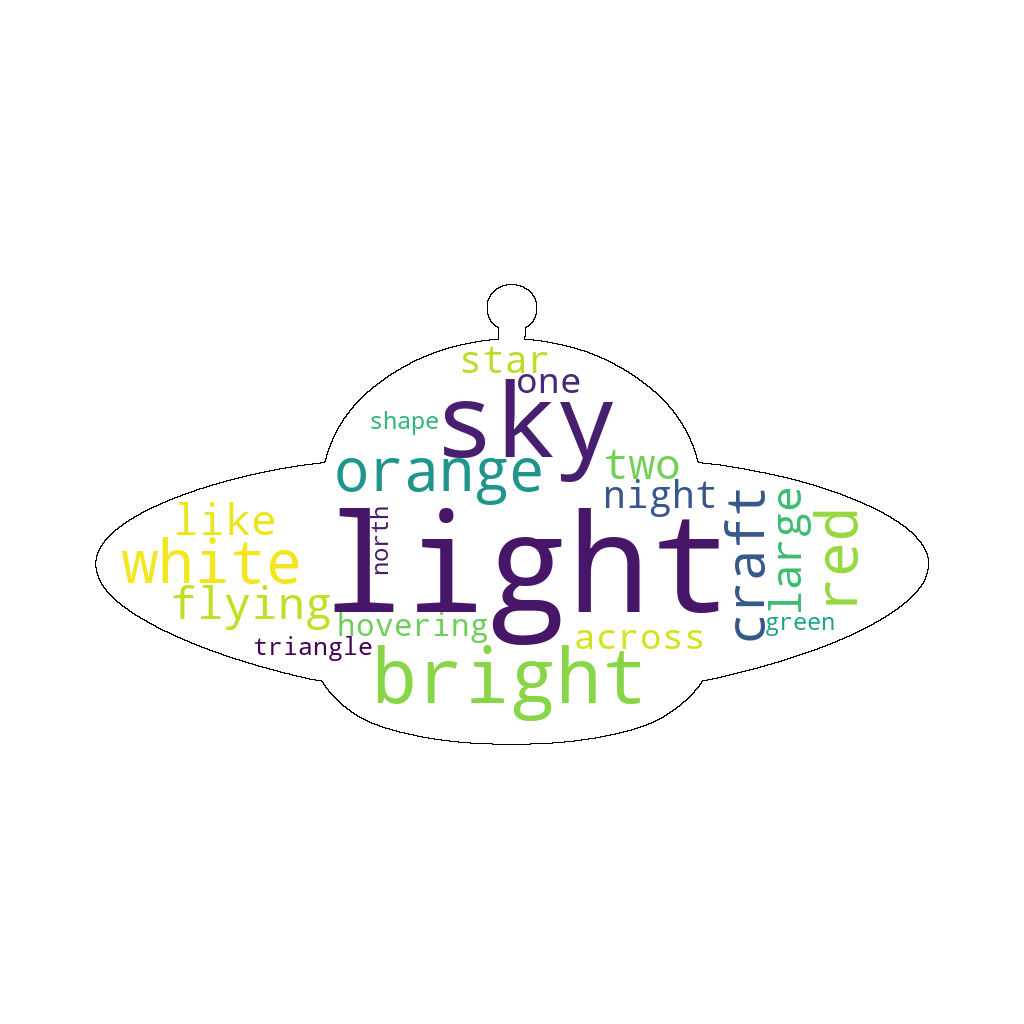 star
one
sky
shape
orange
two
night
like
white
flying
light
north
craft
large
red
green
hovering
across
triangle
bright